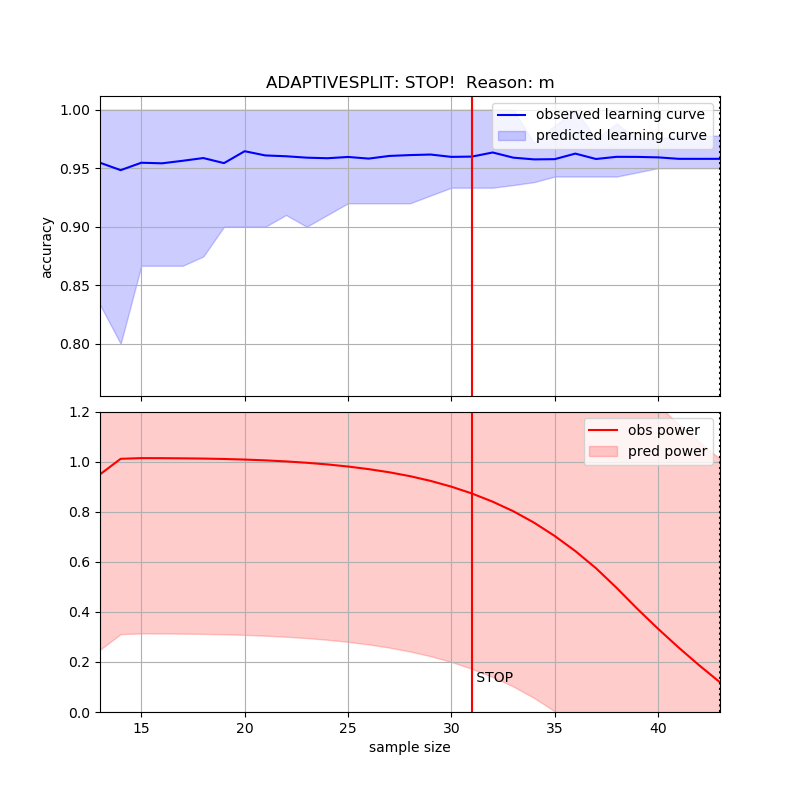 ADAPTIVESPLIT: STOP!  Reason: m
1.00
0.95
0.90
0.85
0.80
accuracy
observed learning curve
predicted learning curve
1.2
1.0
0.8
0.6
0.4
0.2
0.0
obs power
pred power
STOP
15 20 25 30 35 40
sample size